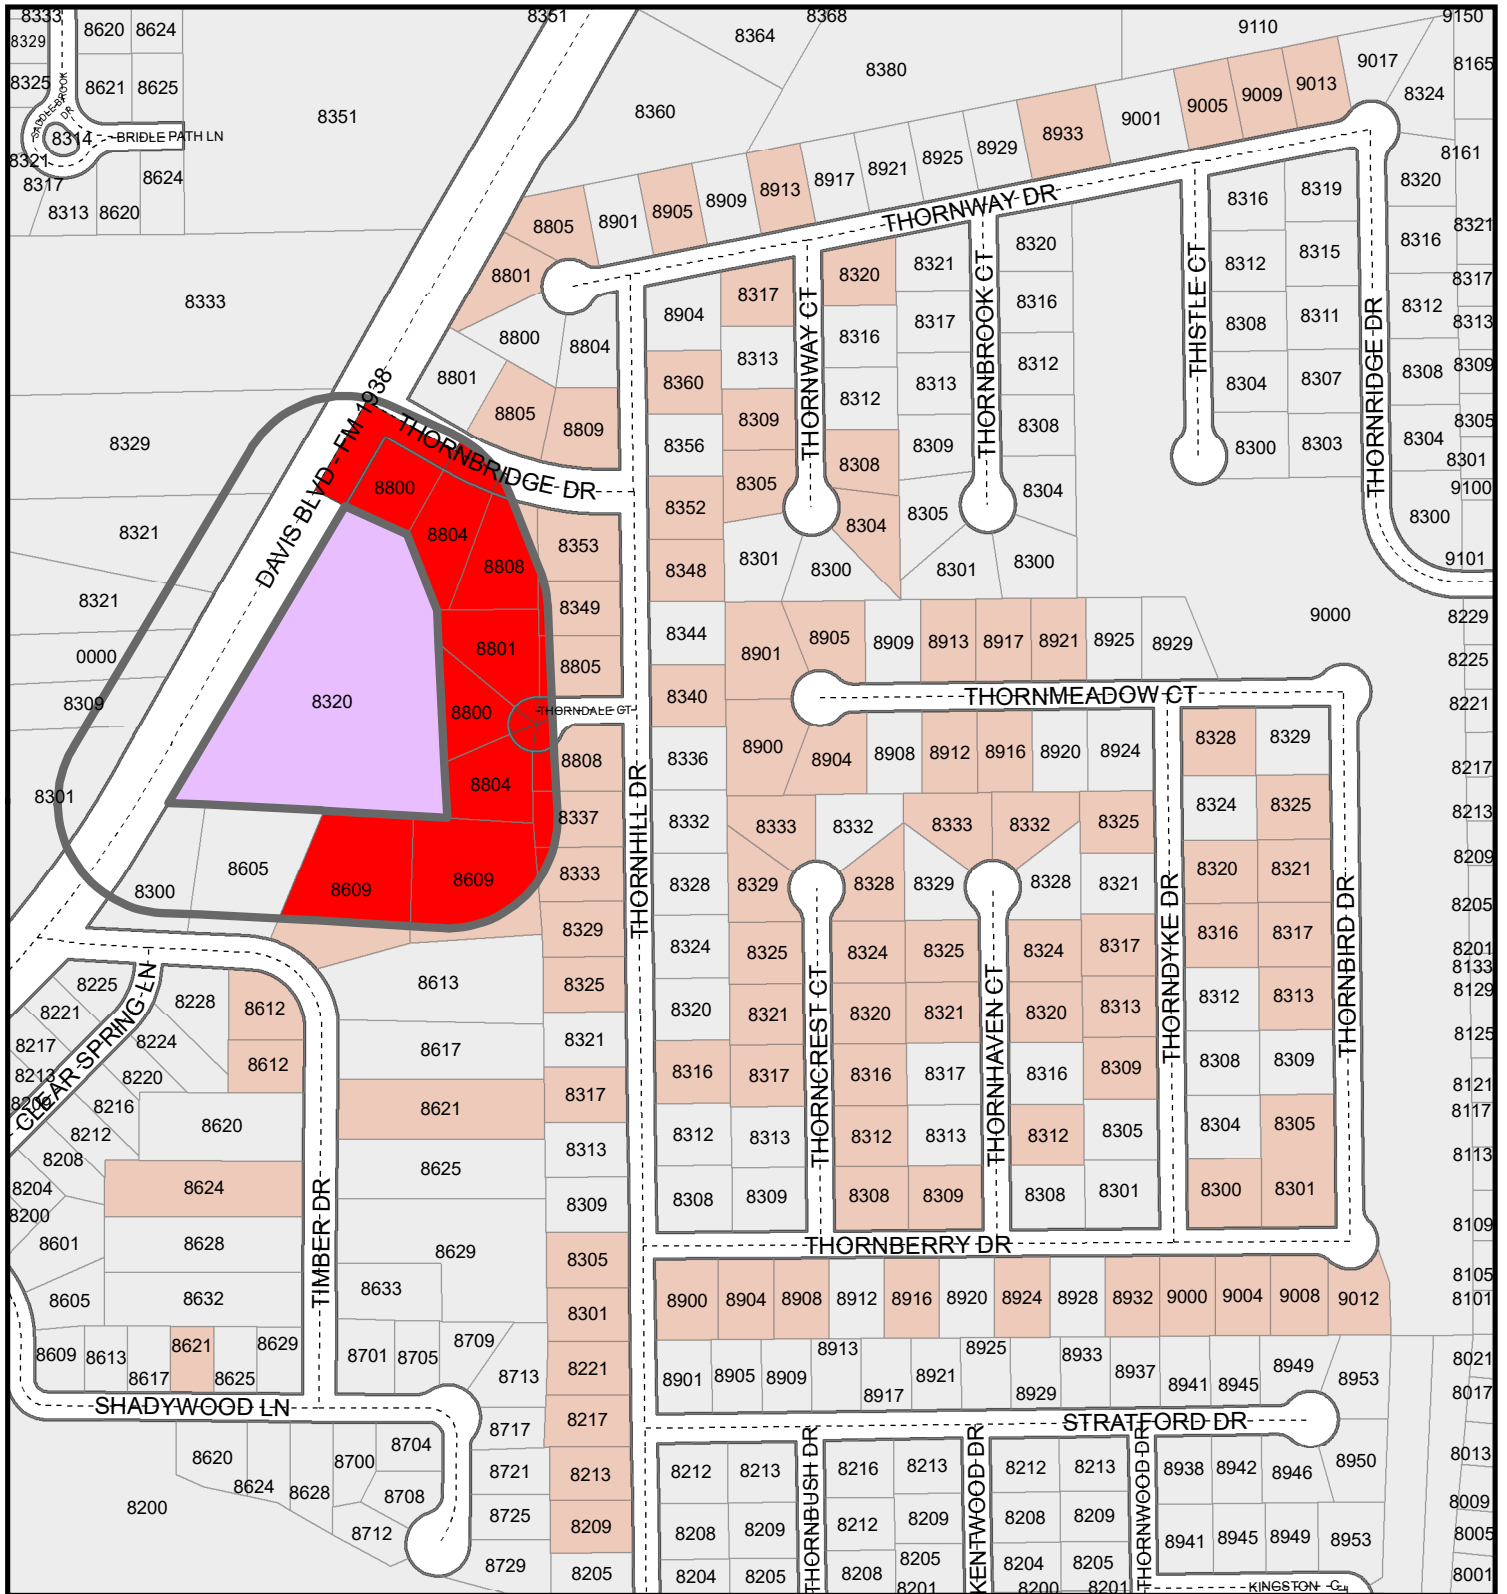 8333 8620 8624 8351 8364 8368 9110 9150
8329 8380 9017 8165
8325 8621 8625 8360 9005 9009 9013 8324
SADDLEBROOK DR
8351 8933 9001
8314 BRIDLE PATH LN
8321 8161
8317 8624 8917 8921 8925 8929 8320
8313 8620 8805 8901 8905 8909 8913 8316 8319
THORNWAY DR
8333 8801 8317 8320 8321 8320 8312 8315 8316 8321
8904 8316 8317 8316 8308 8311 8312 8317
8800 8804 8313 8313
THORNWAY CT
THORNBROOK CT
THISTLE CT
THORNRIDGE DR
8801 8360 8312 8313 8312 8304 8307 8308 8309
8329 8805 8809 8356 8309 8308 8309 8308 8300 8303 8304 8305
DAVIS BLVD - FM 1938
THORNBRIDGE DR
8301
8800 8352 8305 8304 8305 8304 8300 9100
8321 8804 8353
8808 8348 8301 8300 8301 8300 9101
8321 8349 9000 8229
8801 8344 8905 8909 8913 8917 8921 8925 8929
0000 8805 8901 8225
8309 8320 8800 8340 8221
THORNDALE CT
THORNMEADOW CT
8808 8336 8900 8904 8908 8912 8916 8920 8924 8328 8329 8217
8301 8804 8337 8332 8333 8332 8333 8332 8325 8324 8325 8213
THORNHILL DR
8300 8605 8609 8609 8333 8328 8329 8328 8329 8328 8321 8320 8321 8209
8205
8329 8324 8325 8324 8325 8324 8317 8316 8317 8201
8133
THORNCREST CT
THORNHAVEN CT
THORNDYKE DR
THORNBIRD DR
8225 8228 8612 8613 8325 8320 8321 8320 8321 8320 8313 8312 8313 8129
8221
8217 8224 8617 8321 8125
CLEAR SPRING LN
8213 8220 8612 8316 8317 8316 8317 8316 8309 8308 8309 8121
8209 8216 8621 8317 8117
8212 8620 8313 8312 8313 8312 8313 8312 8305 8304 8305
8208 8625 8113
8204 8624 8309 8308 8309 8308 8309 8308 8301 8300 8301
8200 8109
TIMBER DR
THORNBERRY DR
8601 8628 8629 8305 8105
8605 8632 8633 8301 8900 8904 8908 8912 8916 8920 8924 8928 8932 9000 9004 9008 9012 8101
8609 8613 8617 8621 8625 8629 8701 8705 8709 8713 8221 8901 8905 8909 8913 8917 8921 8925 8929 8933 8937 8941 8945 8949 8953 8021
8017
SHADYWOOD LN
STRATFORD DR
8717 8217
8620 8624 8628 8700 8704 8721 8213 8212 8213 8216 8213 8212 8213 8938 8942 8946 8950 8013
THORNBUSH DR
KENTWOOD DR
THORNWOOD DR
8200 8708 8725 8209 8009
8712 8208 8209 8212 8209 8208 8209 8941 8945 8949 8953 8005
8729 8205 8204 8205 8208 8205 8204 8205 8001
8201 8200 8201
KINGSTON CT